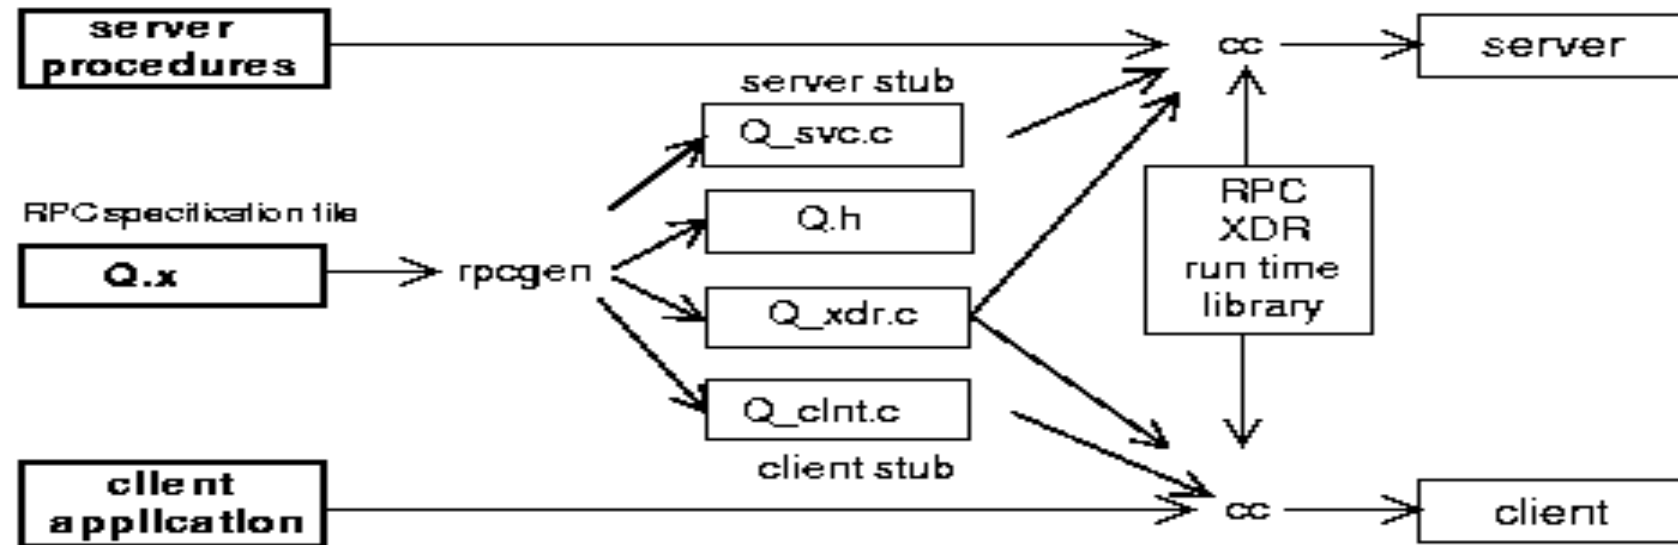 server
procedures
cc
server
server stub
Q_svc.c
RPC specification file
Q.h
RPC
XDR
run time
library
Q.x
rpcgen
Q_xdr.c
Q_clnt.c
client stub
client
application
cc
client